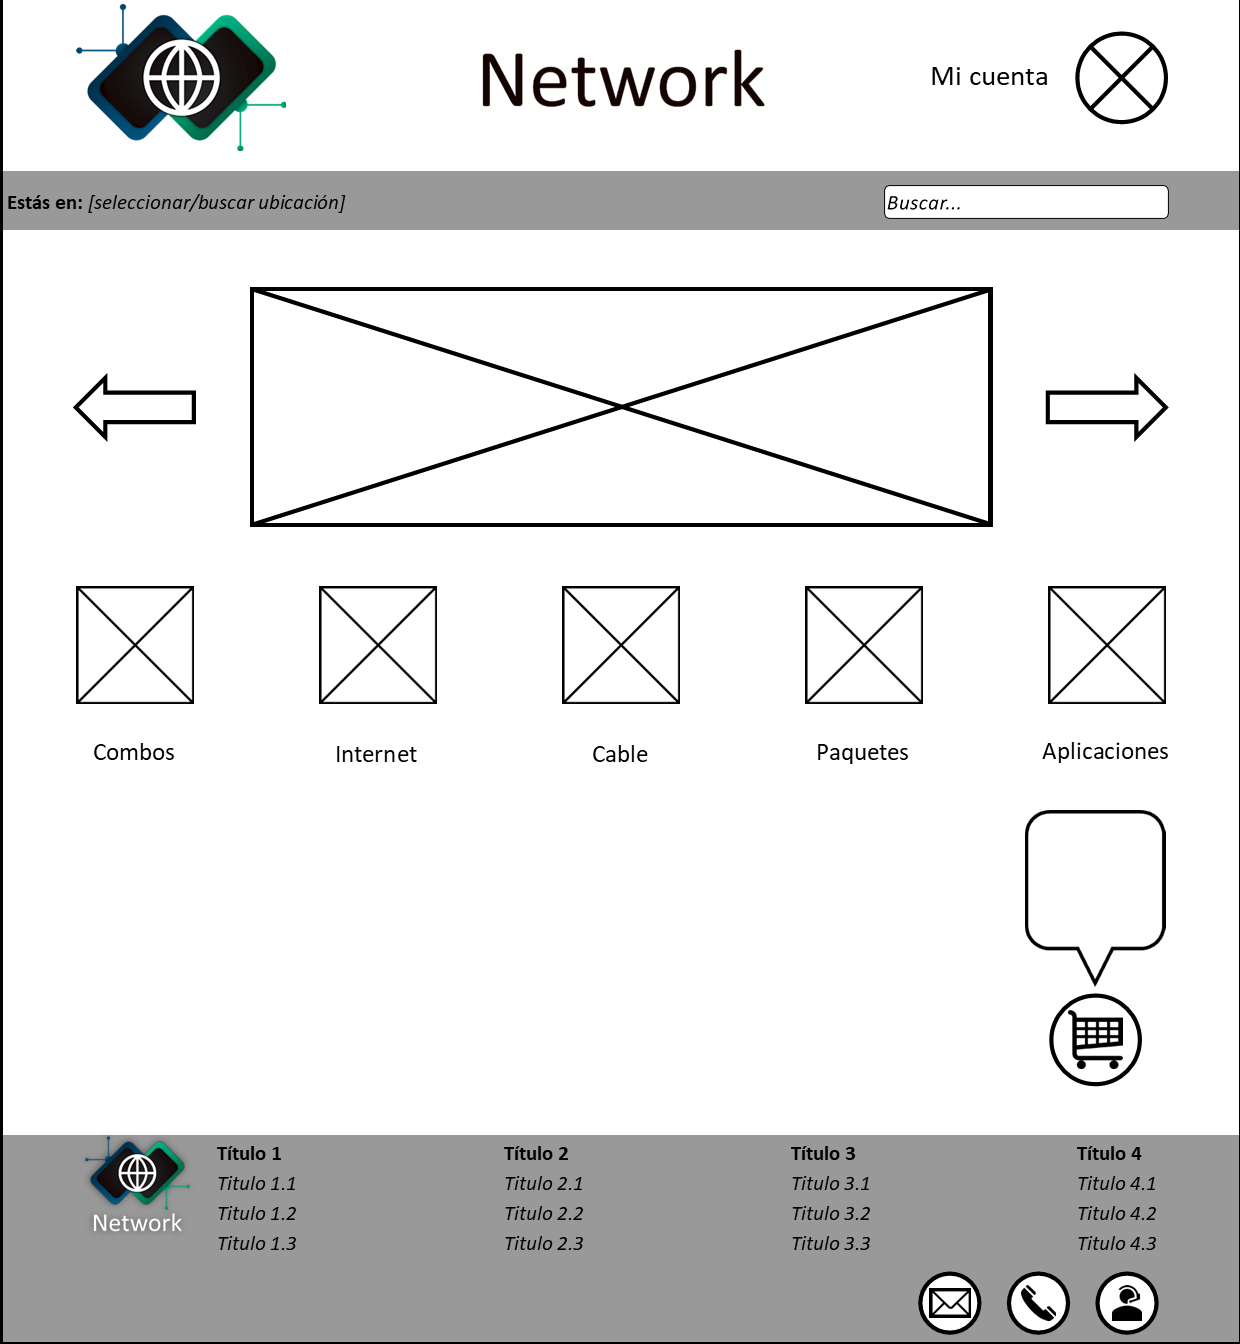 Network
Mi cuenta
Estás en: [seleccionar/buscar ubicación]
Buscar...
Combos
Internet
Cable
Paquetes
Aplicaciones
Network
Título 1
Titulo 1.1
Titulo 1.2
Titulo 1.3
Título 2
Titulo 2.1
Titulo 2.2
Titulo 2.3
Título 3
Titulo 3.1
Titulo 3.2
Titulo 3.3
Título 4
Titulo 4.1
Titulo 4.2
Titulo 4.3